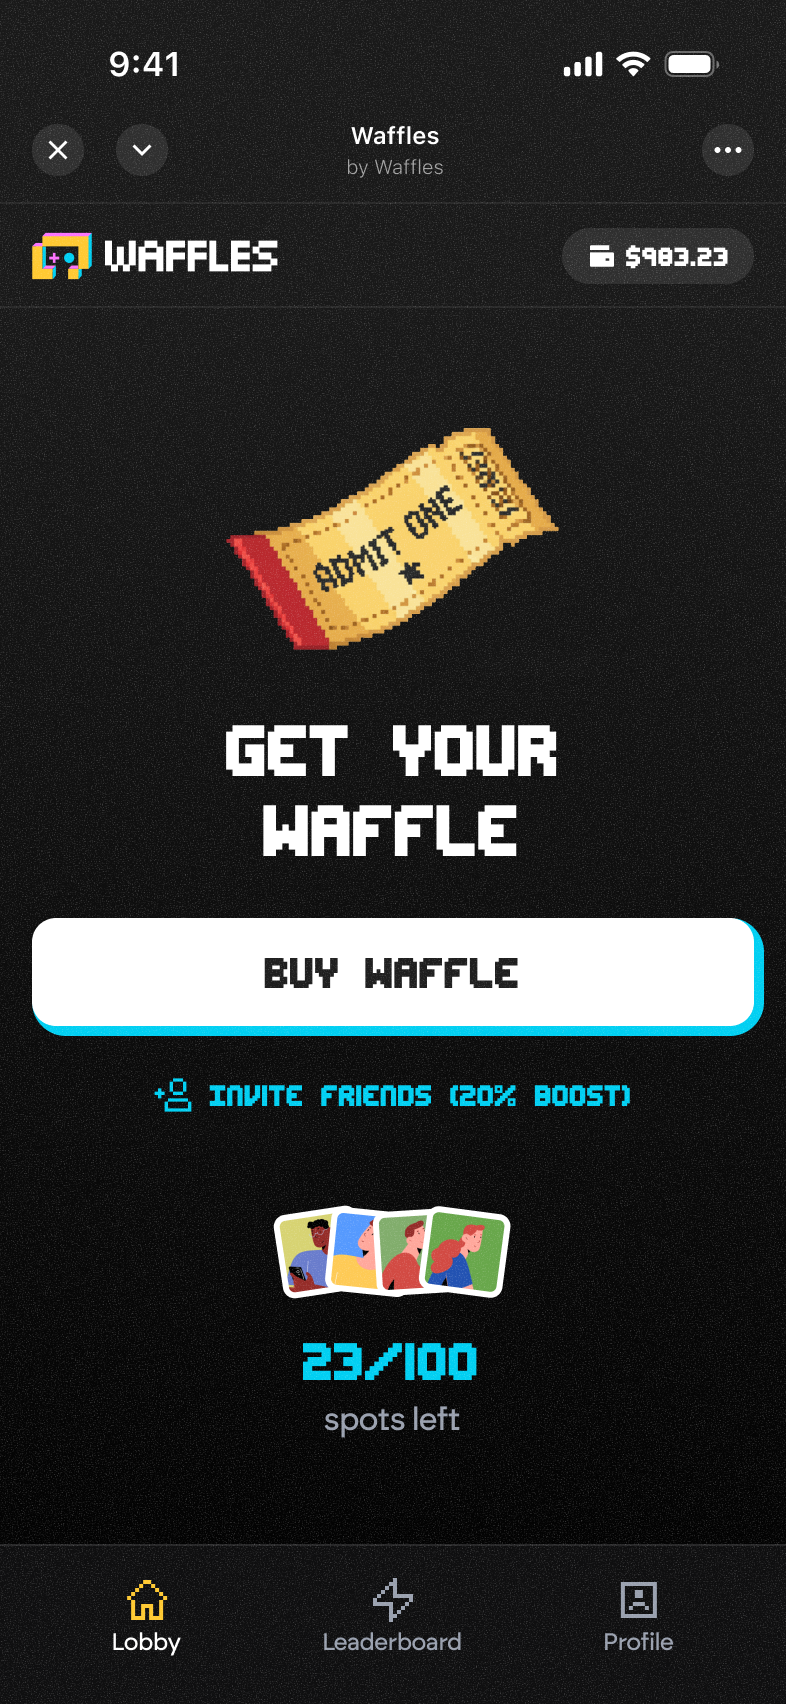 9:41
Waffles
by Waffles
WAFFLES
$983.23
ADMIT ONE
GET YOUR
WAFFLE
BUY WAFFLE
INVITE FRIENDS (20% BOOST)
23/100
spots left
Lobby
Leaderboard
Profile